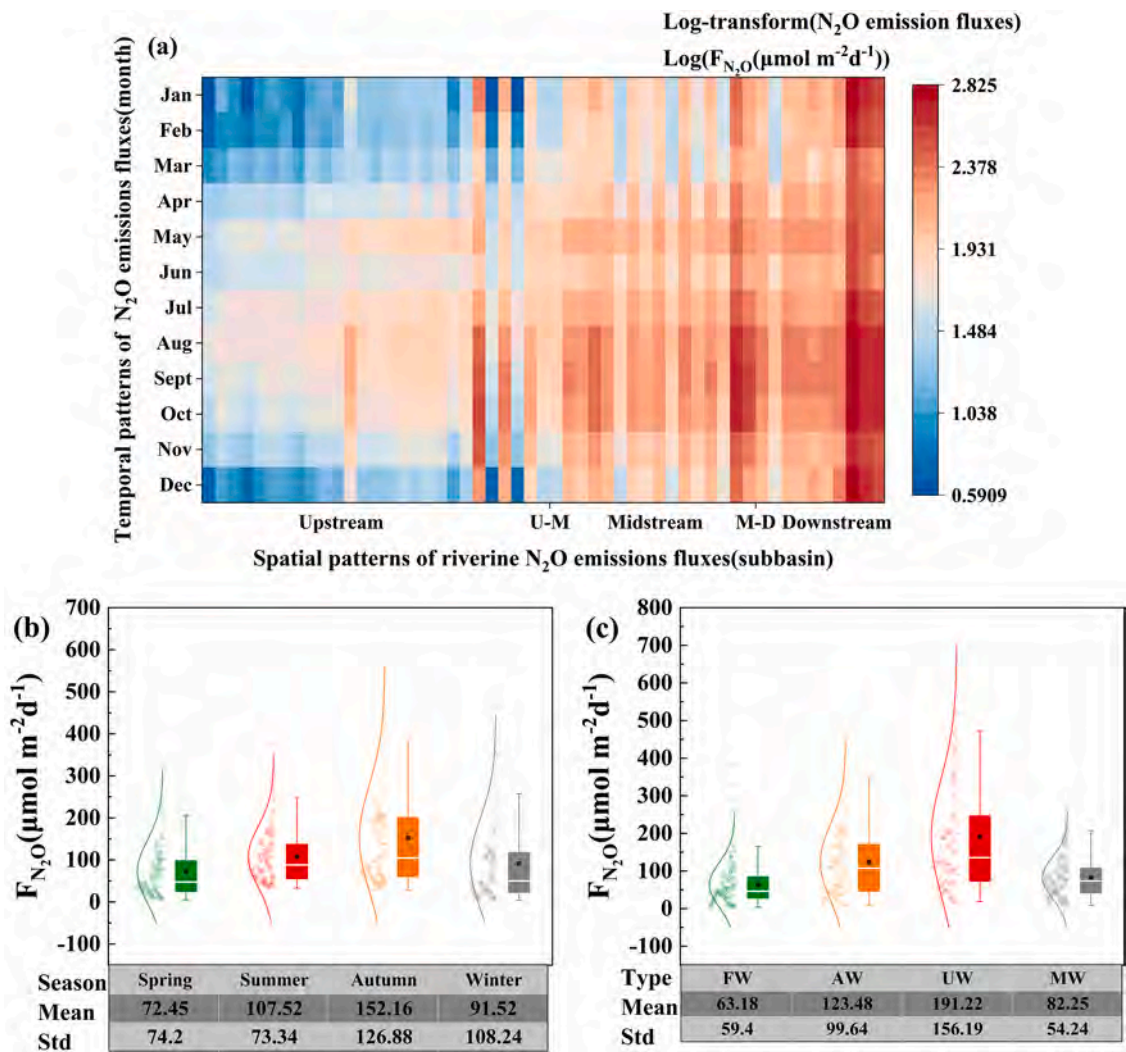 Log-transform(N₂O emission fluxes)
(a)
Log(F_N₂O(μmol m⁻²d⁻¹))
Temporal patterns of N₂O emissions fluxes(month)
Jan
Feb
Mar
Apr
May
Jun
Jul
Aug
Sept
Oct
Nov
Dec
2.825
2.378
1.931
1.484
1.038
0.5909
Upstream U-M Midstream M-D Downstream
Spatial patterns of riverine N₂O emissions fluxes(subbasin)
(b)
F_N₂O(μmol m⁻²d⁻¹)
700
600
500
400
300
200
100
0
-100
Season Spring Summer Autumn Winter
Mean 72.45 107.52 152.16 91.52
Std 74.2 73.34 126.88 108.24
(c)
F_N₂O(μmol m⁻²d⁻¹)
800
700
600
500
400
300
200
100
0
-100
Type FW AW UW MW
Mean 63.18 123.48 191.22 82.25
Std 59.4 99.64 156.19 54.24